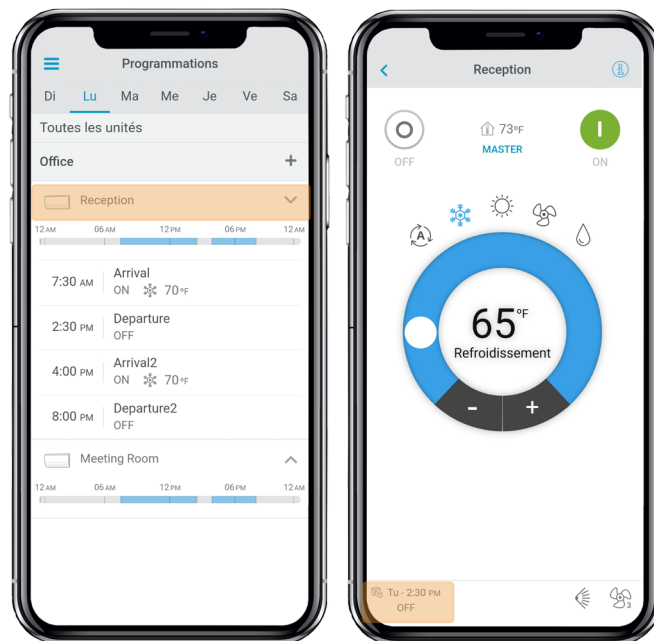 Programmations
Di Lu Ma Me Je Ve Sa
Toutes les unités
Office +
Reception
12 AM 06 AM 12 PM 06 PM 12 AM
7:30 AM Arrival
ON 70°F
2:30 PM Departure
OFF
4:00 PM Arrival2
ON 70°F
8:00 PM Departure2
OFF
Meeting Room
12 AM 06 AM 12 PM 06 PM 12 AM
Reception
73°F
OFF MASTER ON
A
65°F
Refroidissement
- +
Tu - 2:30 PM
OFF
3